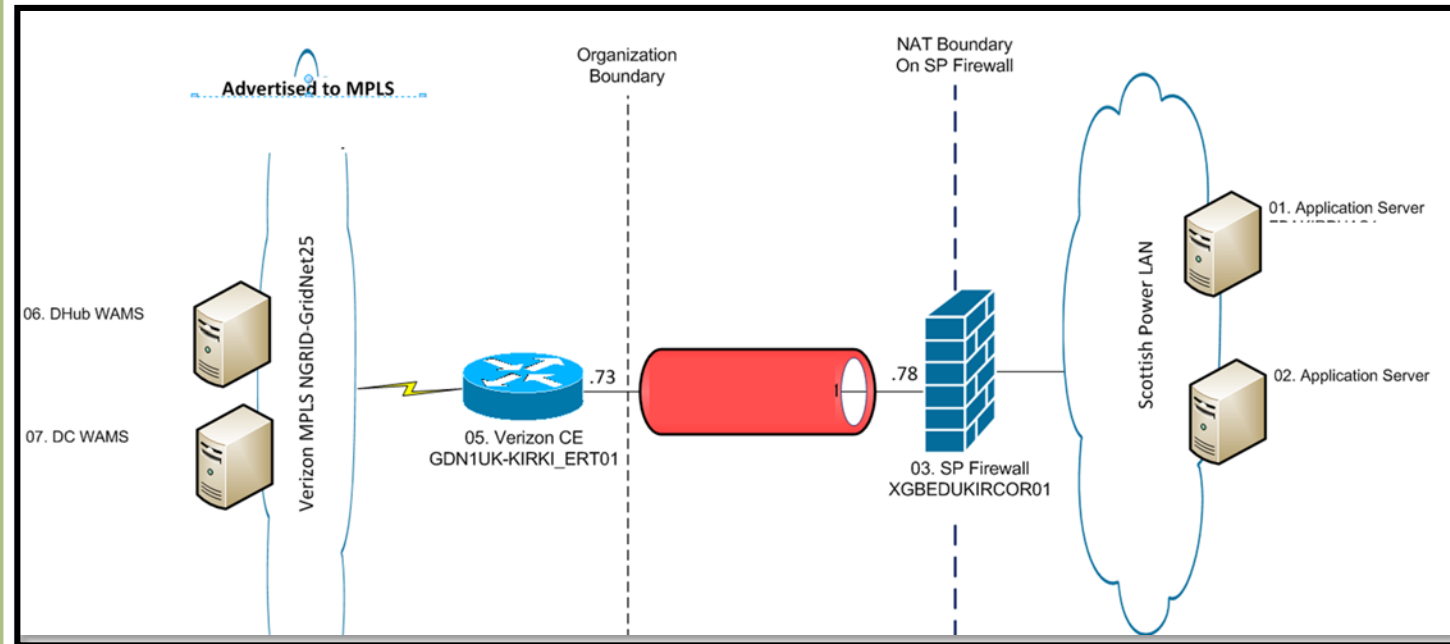 Advertised to MPLS
Organization
Boundary
NAT Boundary
On SP Firewall
01. Application Server
06. DHub WAMS
Verizon MPLS NGRID-GridNet25
Scottish Power LAN
.73
.78
02. Application Server
07. DC WAMS
05. Verizon CE
GDN1UK-KIRKI_ERT01
03. SP Firewall
XGBEDUKIRCOR01